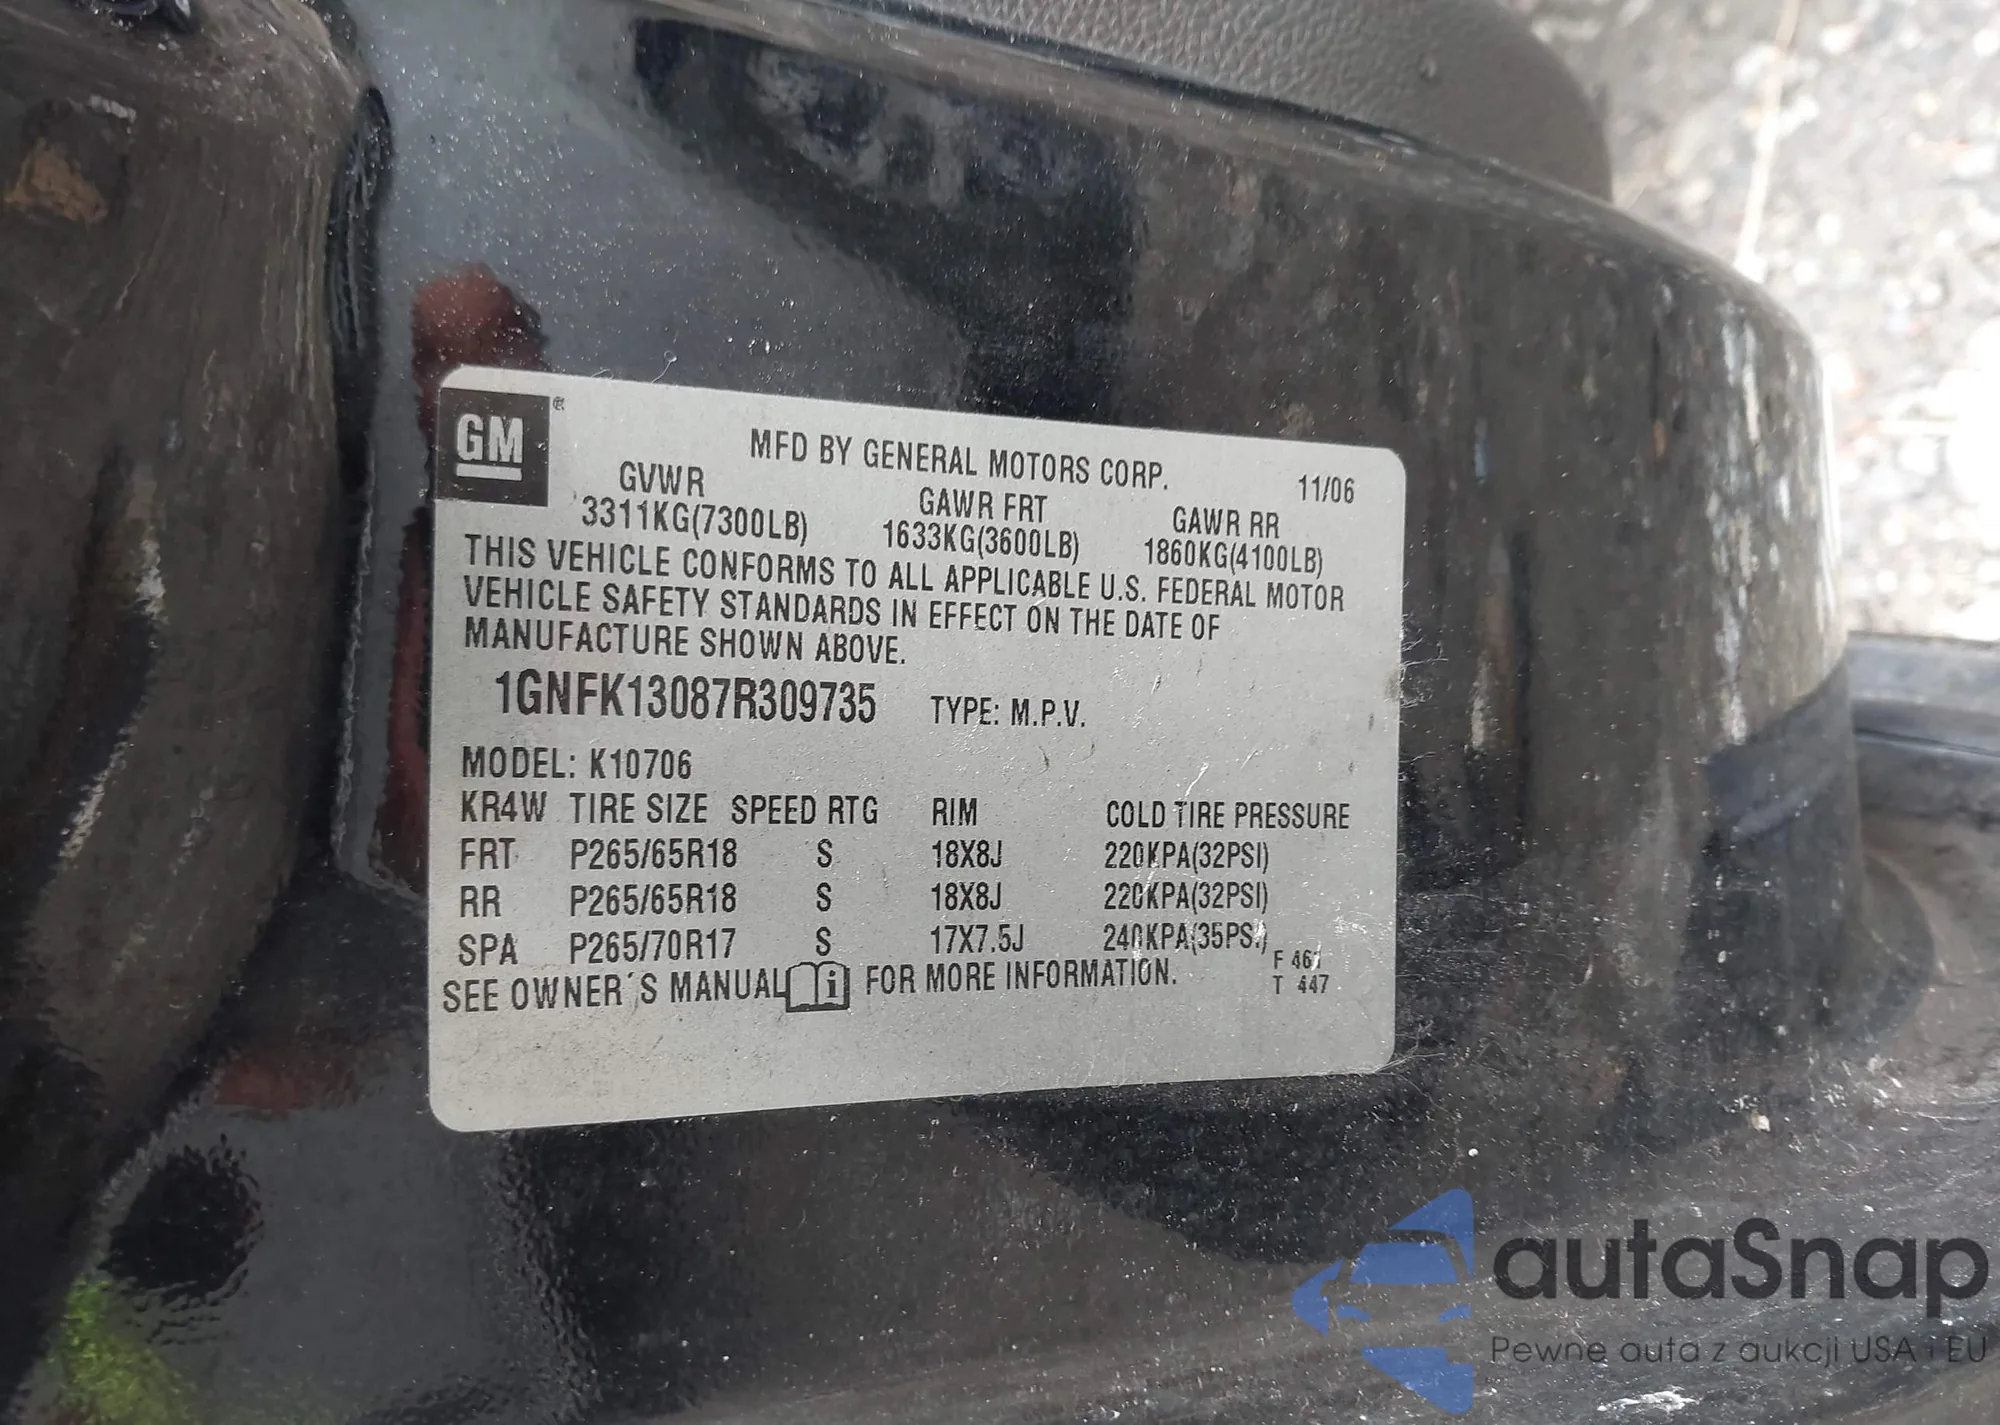 GM ®
MFD BY GENERAL MOTORS CORP. 11/06
GVWR GAWR FRT GAWR RR
3311KG(7300LB) 1633KG(3600LB) 1860KG(4100LB)
THIS VEHICLE CONFORMS TO ALL APPLICABLE U.S. FEDERAL MOTOR
VEHICLE SAFETY STANDARDS IN EFFECT ON THE DATE OF
MANUFACTURE SHOWN ABOVE.
1GNFK13087R309735 TYPE: M.P.V.
MODEL: K10706
KR4W TIRE SIZE SPEED RTG RIM COLD TIRE PRESSURE
FRT P265/65R18 S 18X8J 220KPA(32PSI)
RR P265/65R18 S 18X8J 220KPA(32PSI)
SPA P265/70R17 S 17X7.5J 240KPA(35PSI)
SEE OWNER´S MANUAL i FOR MORE INFORMATION.
F 461
T 447
autaSnap
Pewne auta z aukcji USA i EU